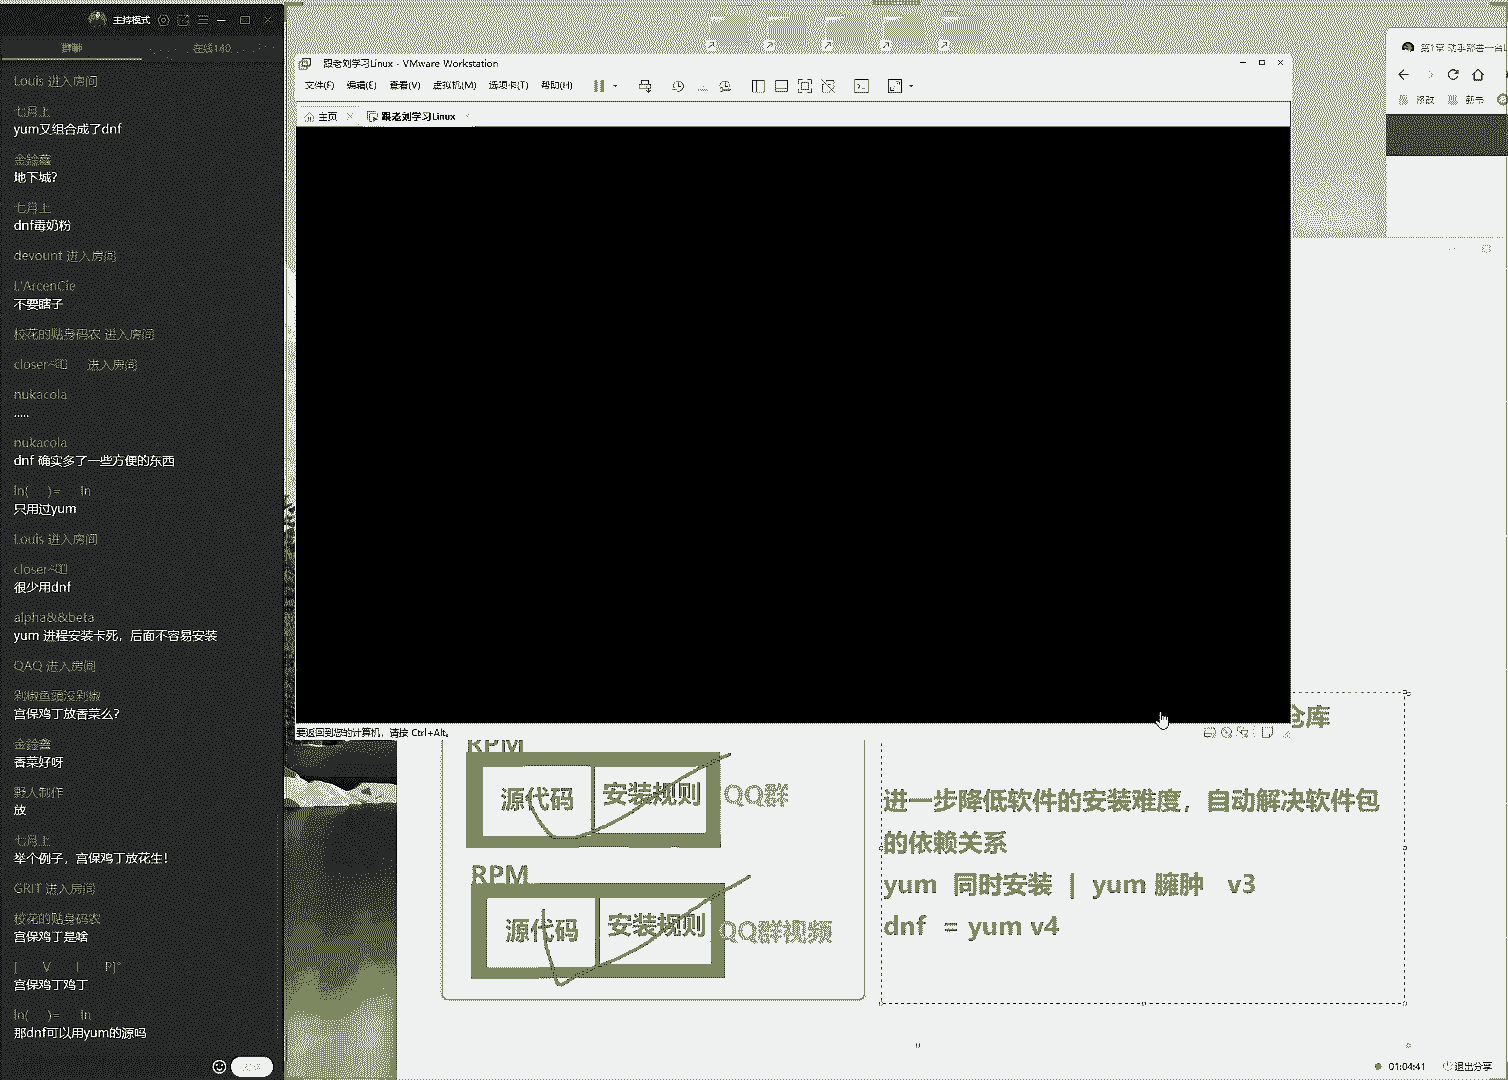 主持模式
群聊
在线140
Louis 进入房间
七月上
yum又组合成了dnf
金鑫鑫
地下城?
七月上
dnf毒奶粉
devount 进入房间
L'ArcenCie
不要瞎子
校花的贴身码农 进入房间
进入房间
nukacola
.....
nukacola
dnf 确实多了一些方便的东西
ln( )= ln
只用过yum
Louis 进入房间
很少用dnf
alpha&&beta
yum 进程安装卡死，后面不容易安装
QAQ 进入房间
剁椒鱼头没剁椒
宫保鸡丁放香菜么?
金鑫鑫
香菜好呀
野人制作
放
七月上
举个例子，宫保鸡丁放花生!
GRIT 进入房间
校花的贴身码农
宫保鸡丁是啥
[ V I P]°
宫保鸡丁鸡丁
ln( )= ln
那dnf可以用yum的源吗
跟老刘学习Linux - VMware Workstation
文件(F) 编辑(E) 查看(V) 虚拟机(M) 选项卡(T) 帮助(H)
主页
跟老刘学习Linux
要返回到您的计算机，请按 Ctrl+Alt。
RPM
源代码 安装规则 QQ群
RPM
源代码 安装规则 QQ群视频
仓库
进一步降低软件的安装难度，自动解决软件包
的依赖关系
yum 同时安装 | yum 臃肿 v3
dnf = yum v4
01:04:41
退出分享